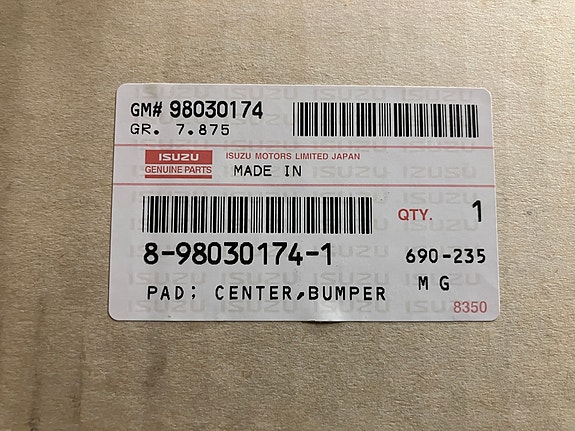 GM# 98030174
GR. 7.875
ISUZU
GENUINE PARTS
ISUZU MOTORS LIMITED JAPAN
MADE IN
QTY. 1
8-98030174-1
690-235
PAD; CENTER,BUMPER
M G
8350